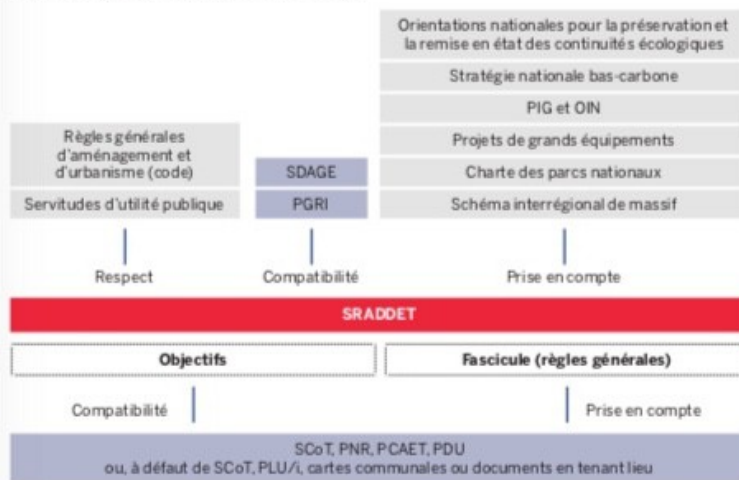 Règles générales
d'aménagement et
d'urbanisme (code)
Servitudes d'utilité publique
SDAGE
PGRI
Orientations nationales pour la préservation et
la remise en état des continuités écologiques
Stratégie nationale bas-carbone
PIG et OIN
Projets de grands équipements
Charte des parcs nationaux
Schéma interrégional de massif
Respect
Compatibilité
Prise en compte
SRADDET
Objectifs
Fascicule (règles générales)
Compatibilité
Prise en compte
SCoT, PNR, PCAET, PDU
ou, à défaut de SCoT, PLU/i, cartes communales ou documents en tenant lieu